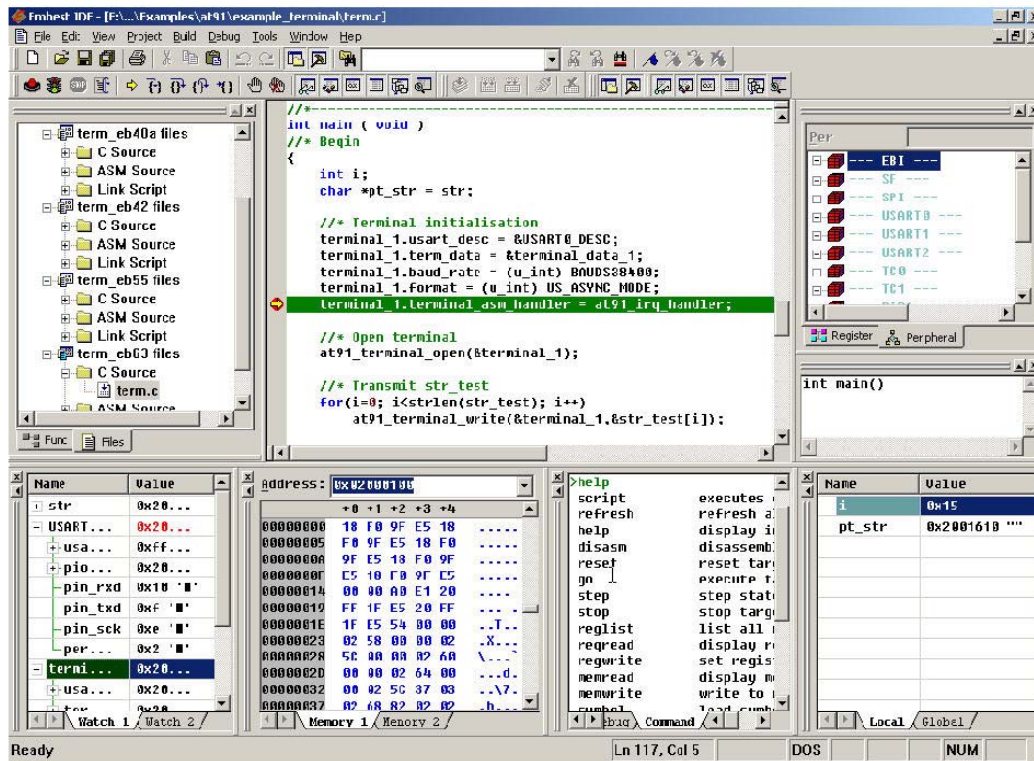 Embest IDE - [E:\...\Examples\at91\example_terminal\term.c]
File Edit View Project Build Debug Tools Window Help
term_eb40a files
C Source
ASM Source
Link Script
term_eb42 files
C Source
ASM Source
Link Script
term_eb55 files
C Source
ASM Source
Link Script
term_eb63 files
C Source
term.c
ASM Source
Func Files
//*
int main ( void )
//* Begin
{
int i;
char *pt_str = str;
//* Terminal initialisation
terminal_1.usart_desc = &USART0_DESC;
terminal_1.term_data = &terminal_data_1;
terminal_1.baud_rate = (u_int) BAUDS38400;
terminal_1.format = (u_int) US_ASYNC_MODE;
terminal_1.terminal_asm_handler = at91_irq_handler;
//* Open terminal
at91_terminal_open(&terminal_1);
//* Transmit str_test
for(i=0; i<strlen(str_test); i++)
at91_terminal_write(&terminal_1,&str_test[i]);
Per
--- EBI ---
--- SF ---
--- SPI ---
--- USART0 ---
--- USART1 ---
--- USART2 ---
--- TC0 ---
--- TC1 ---
Register Perpheral
int main()
Name Value
str 0x20...
USART... 0x20...
usa... 0xff...
pio... 0x20...
pin_rxd 0x10 '■'
pin_txd 0xf '■'
pin_sck 0xe '■'
per... 0x2 '■'
termi... 0x20...
usa... 0x20...
Watch 1 Watch 2
Address: 0x02000100
+0 +1 +2 +3 +4
00000000 18 F0 9F E5 18 .....
00000005 F0 9F E5 18 F0 .....
0000000A 9F E5 18 F0 9F .....
0000000F E5 18 F0 9F E5 .....
00000014 00 00 A0 E1 20
00000019 FF 1F E5 20 FF
0000001E 1F E5 54 00 00 ..T..
00000023 02 58 00 00 02 .X...
00000028 5C 00 00 02 60 \...`
0000002D 00 00 02 64 00 ...d.
00000032 00 02 5C 37 03 ..\7.
00000037 02 68 82 02 02 .h...
Memory 1 Memory 2
>help
script executes
refresh refresh
help display
disasm disassemb
reset reset
go execute
step step
stop stop
reglist list all
regread display
regwrite set
memread display
memwrite write to
Command
Name Value
i 0x15
pt_str 0x2001610 ""
Local Global
Ready Ln 117, Col 5 DOS NUM